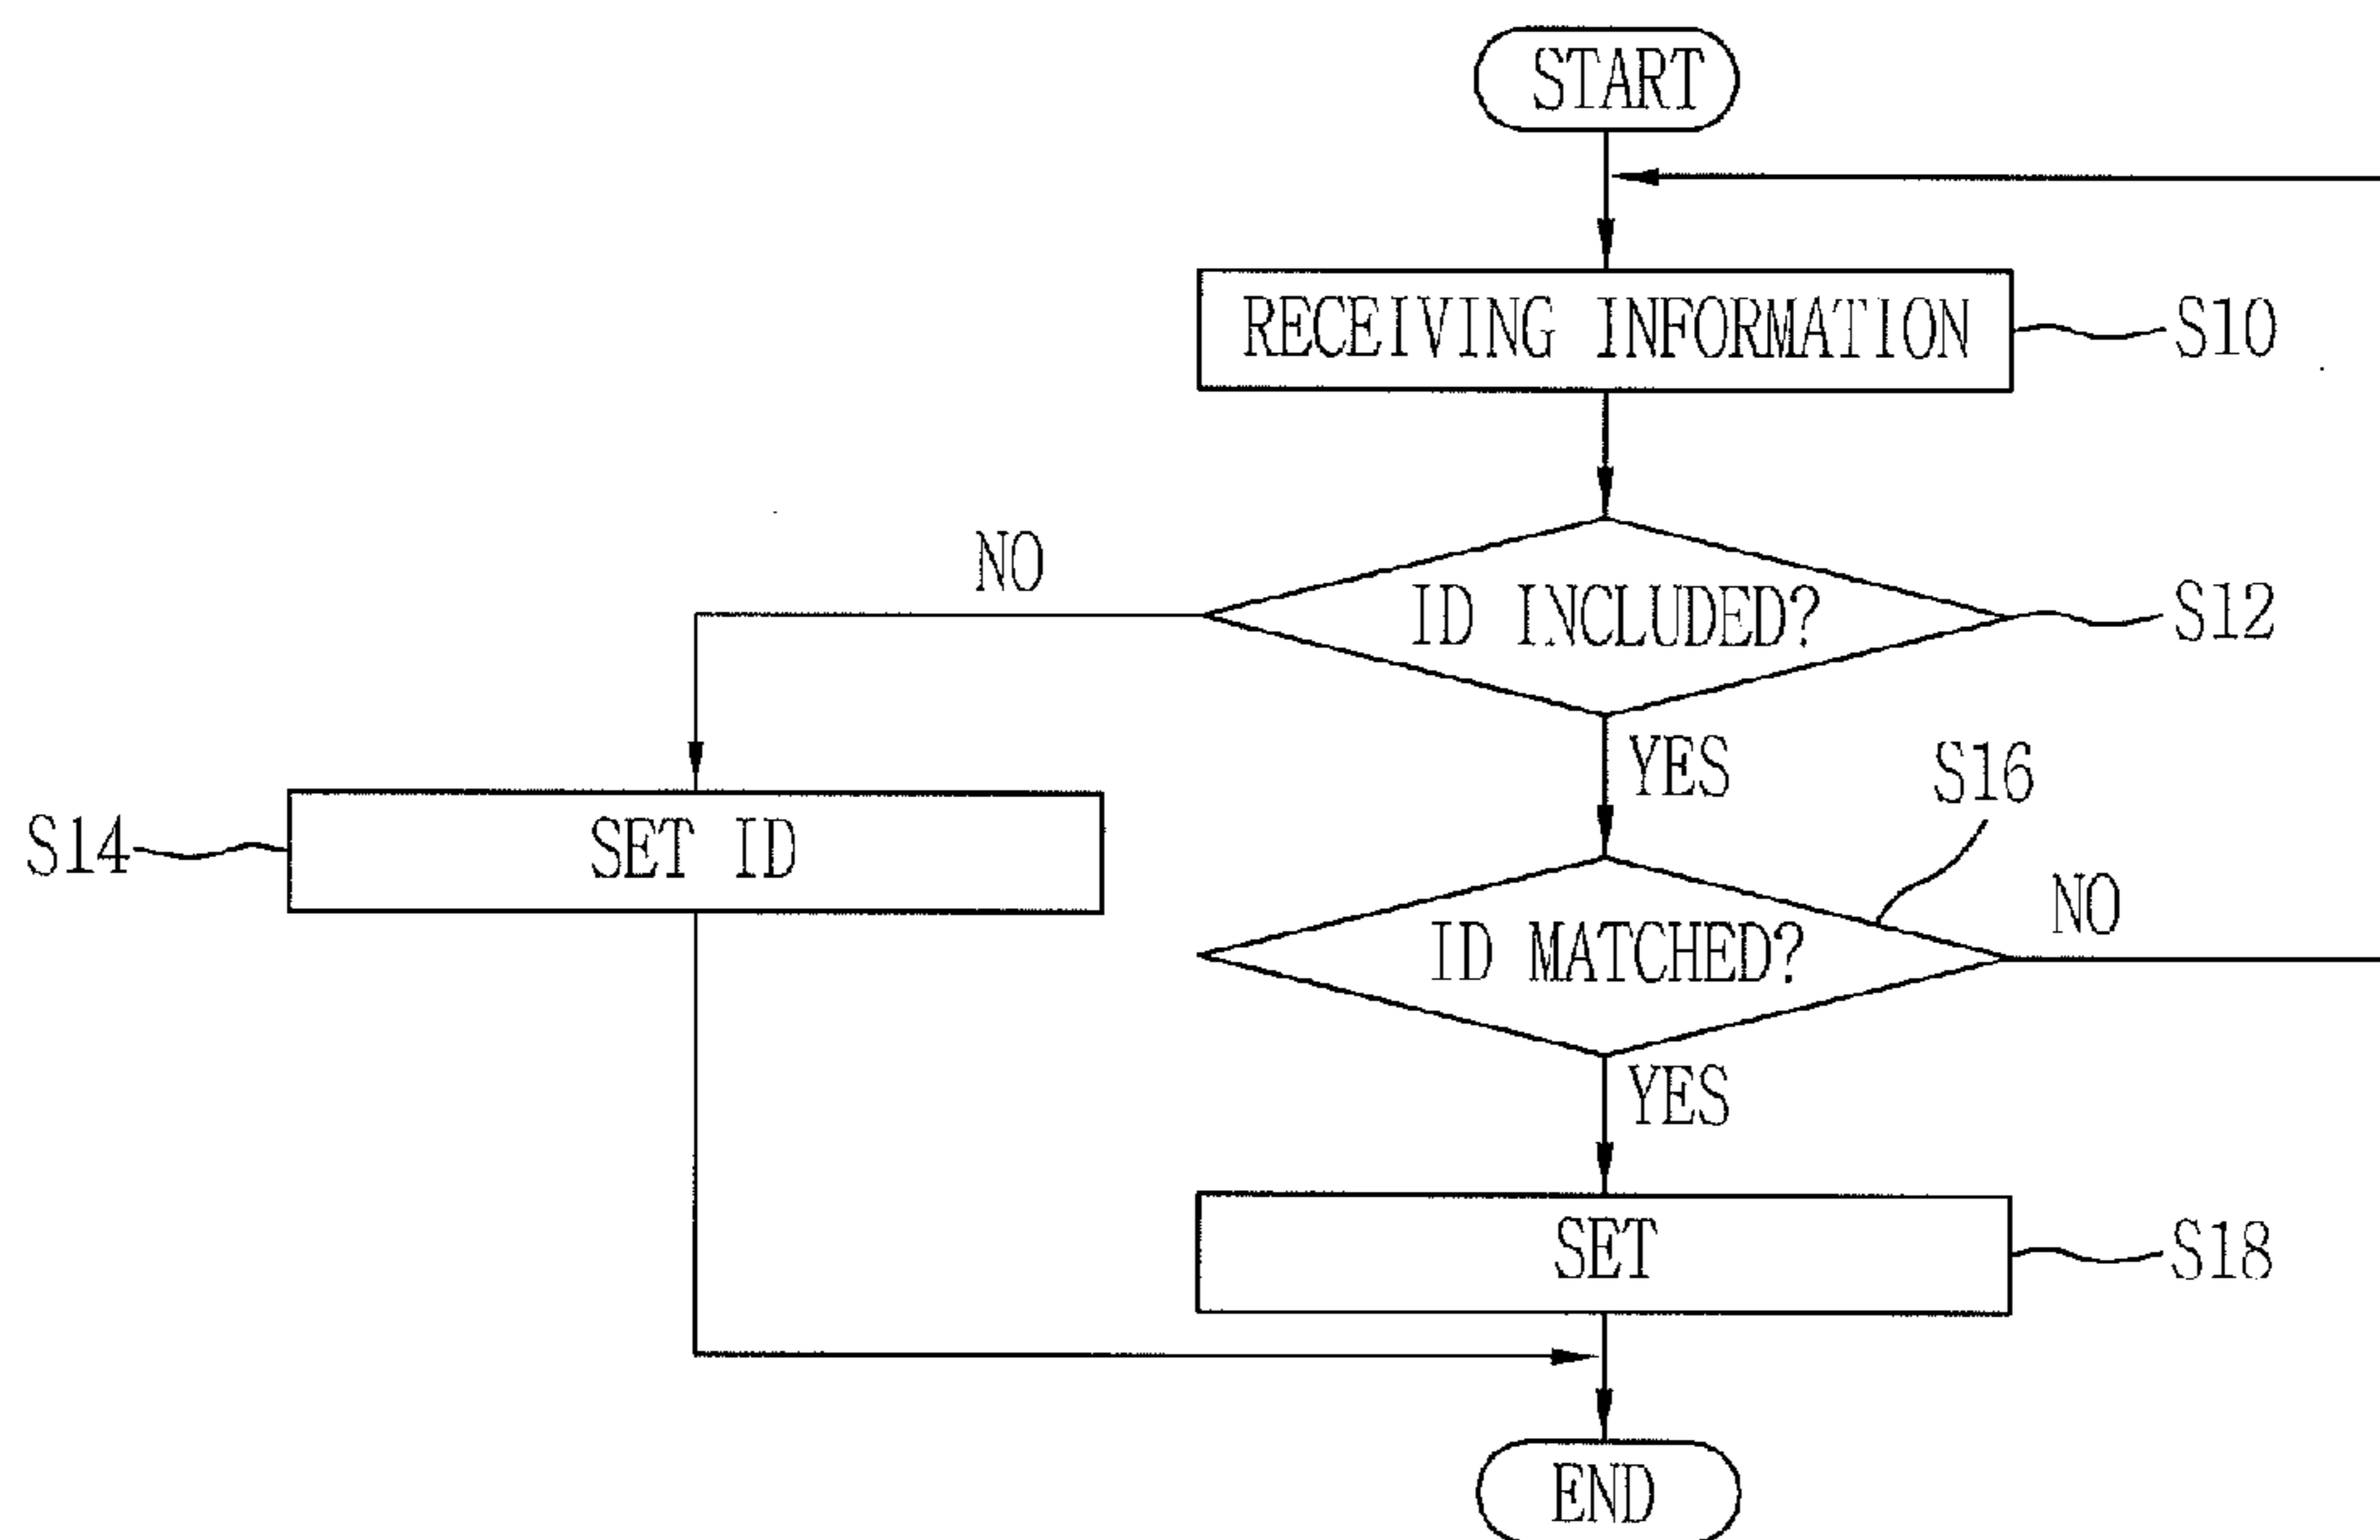 START
RECEIVING INFORMATION
S10
NO
ID INCLUDED?
S12
YES
S16
S14
SET ID
NO
ID MATCHED?
YES
SET
S18
END